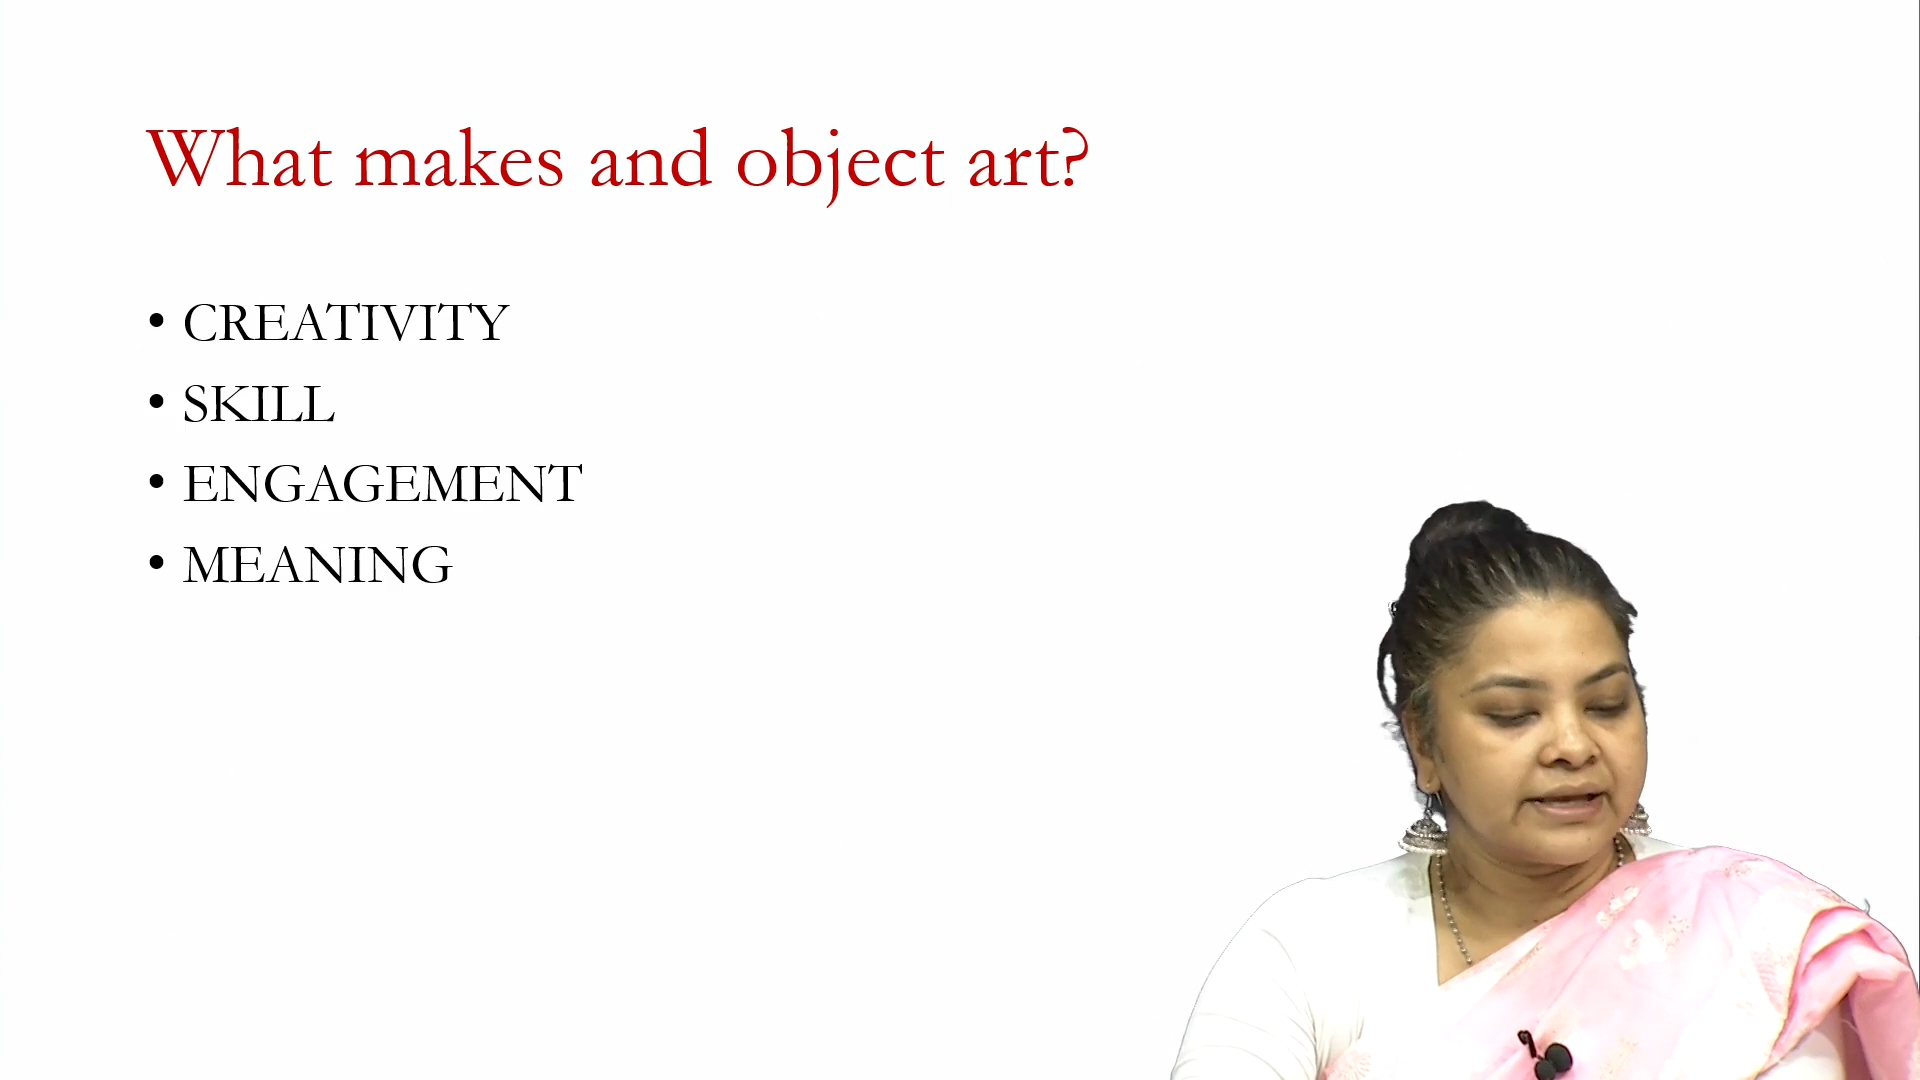 What makes and object art?
• CREATIVITY
• SKILL
• ENGAGEMENT
• MEANING